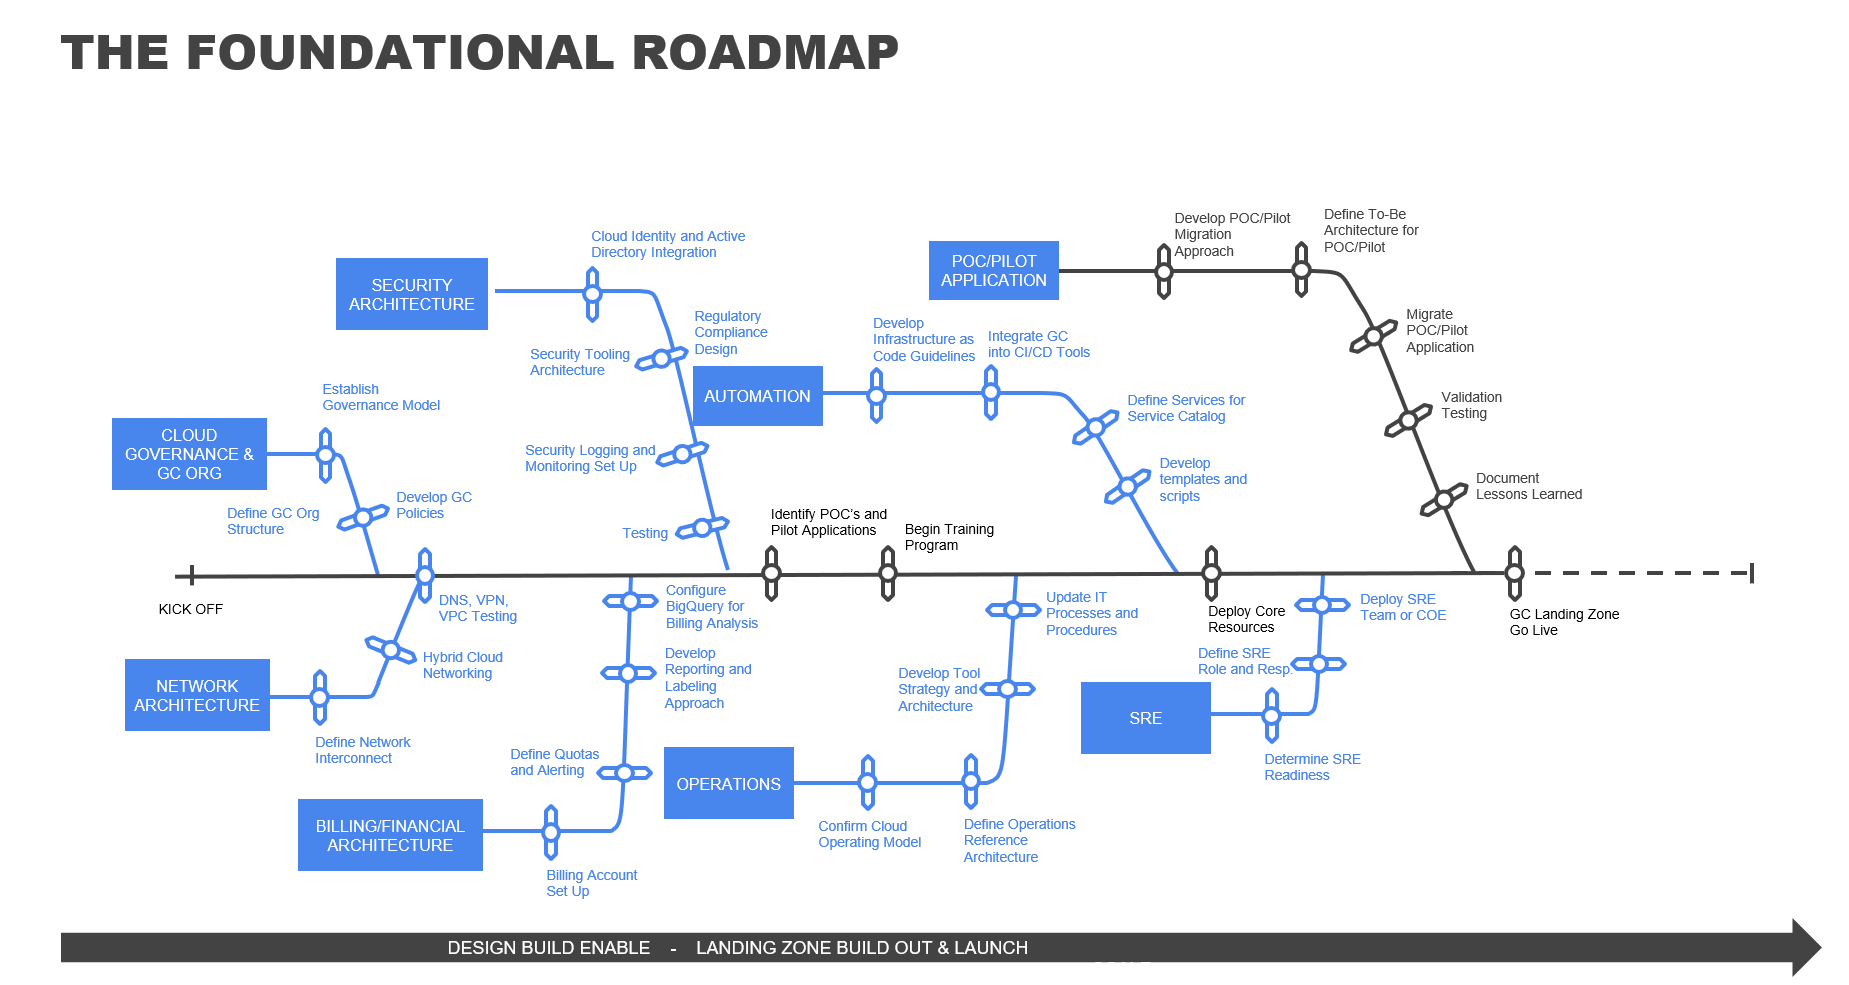 THE FOUNDATIONAL ROADMAP
Develop POC/Pilot
Migration
Approach
Define To-Be
Architecture for
POC/Pilot
Cloud Identity and Active
Directory Integration
POC/PILOT
APPLICATION
SECURITY
ARCHITECTURE
Regulatory
Compliance
Design
Develop
Infrastructure as
Code Guidelines
Integrate GC
into CI/CD Tools
Migrate
POC/Pilot
Application
Security Tooling
Architecture
AUTOMATION
Establish
Governance Model
Define Services for
Service Catalog
Validation
Testing
CLOUD
GOVERNANCE &
GC ORG
Security Logging and
Monitoring Set Up
Develop
templates and
scripts
Document
Lessons Learned
Develop GC
Policies
Define GC Org
Structure
Testing
Identify POC's and
Pilot Applications
Begin Training
Program
KICK OFF
DNS, VPN,
VPC Testing
Configure
BigQuery for
Billing Analysis
Update IT
Processes and
Procedures
Deploy Core
Resources
Deploy SRE
Team or COE
GC Landing Zone
Go Live
Hybrid Cloud
Networking
Develop
Reporting and
Labeling
Approach
Develop Tool
Strategy and
Architecture
Define SRE
Role and Resp.
NETWORK
ARCHITECTURE
SRE
Define Network
Interconnect
Define Quotas
and Alerting
OPERATIONS
Determine SRE
Readiness
BILLING/FINANCIAL
ARCHITECTURE
Confirm Cloud
Operating Model
Define Operations
Reference
Architecture
Billing Account
Set Up
DESIGN BUILD ENABLE - LANDING ZONE BUILD OUT & LAUNCH